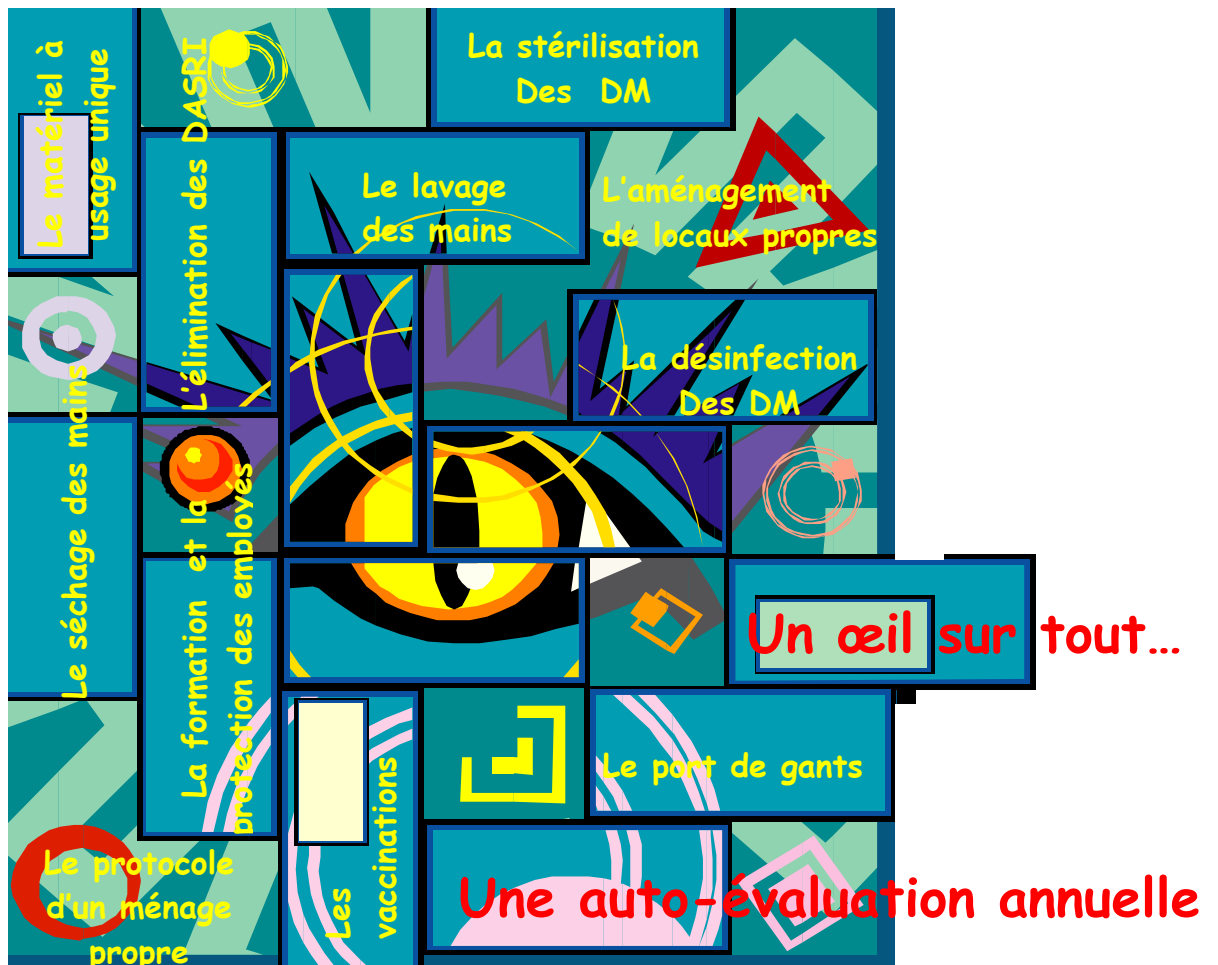 Le matériel à
usage unique
L'élimination des DASRI
La stérilisation
Des DM
Le lavage
des mains
L'aménagement
de locaux propres
La désinfection
Des DM
Le séchage des mains
La formation et la
protection des employés
Un œil sur tout...
Le port de gants
Les
vaccinations
Le protocole
d'un ménage
propre
Une auto-évaluation annuelle